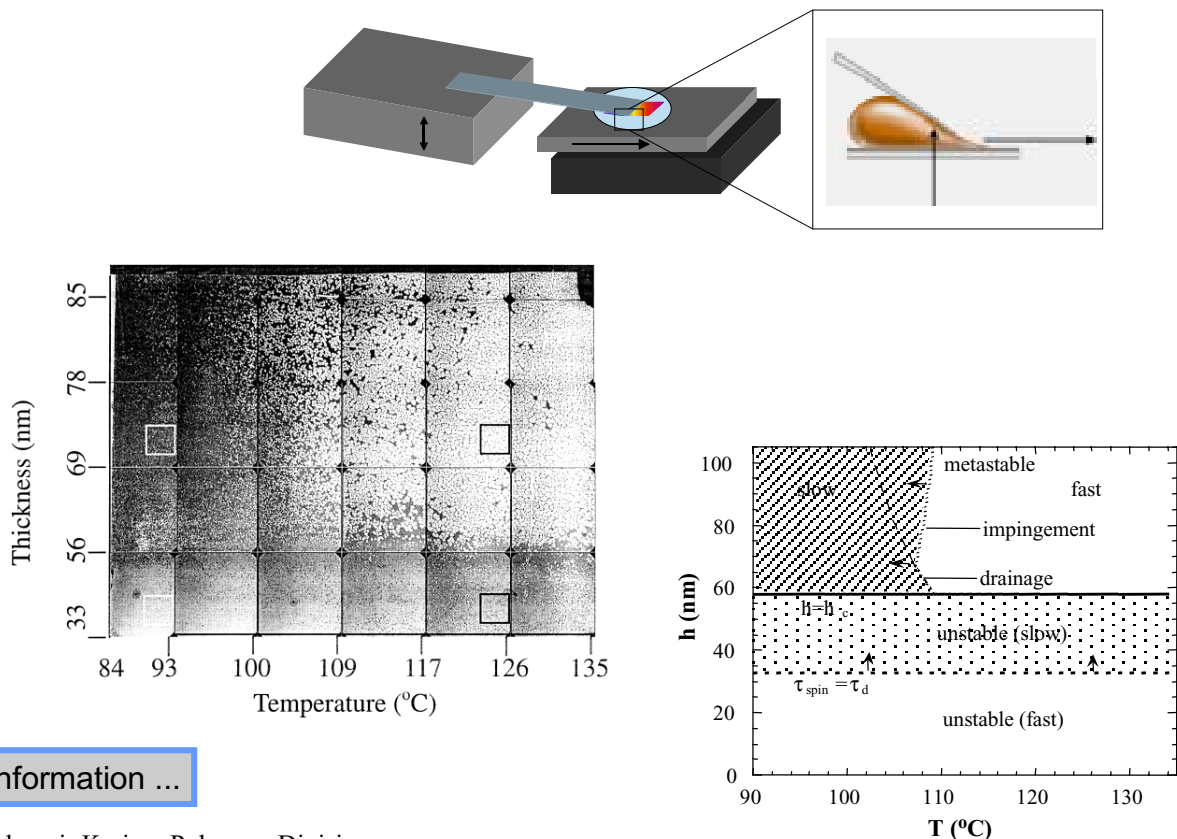 85
78
69
56
33
Thickness (nm)
84 93 100 109 117 126 135
Temperature (°C)
100
80
60
40
20
0
h (nm)
metastable
slow
fast
impingement
drainage
h=h c
unstable (slow)
τ spin = τ d
unstable (fast)
90 100 110 120 130
T (°C)
nformation ...